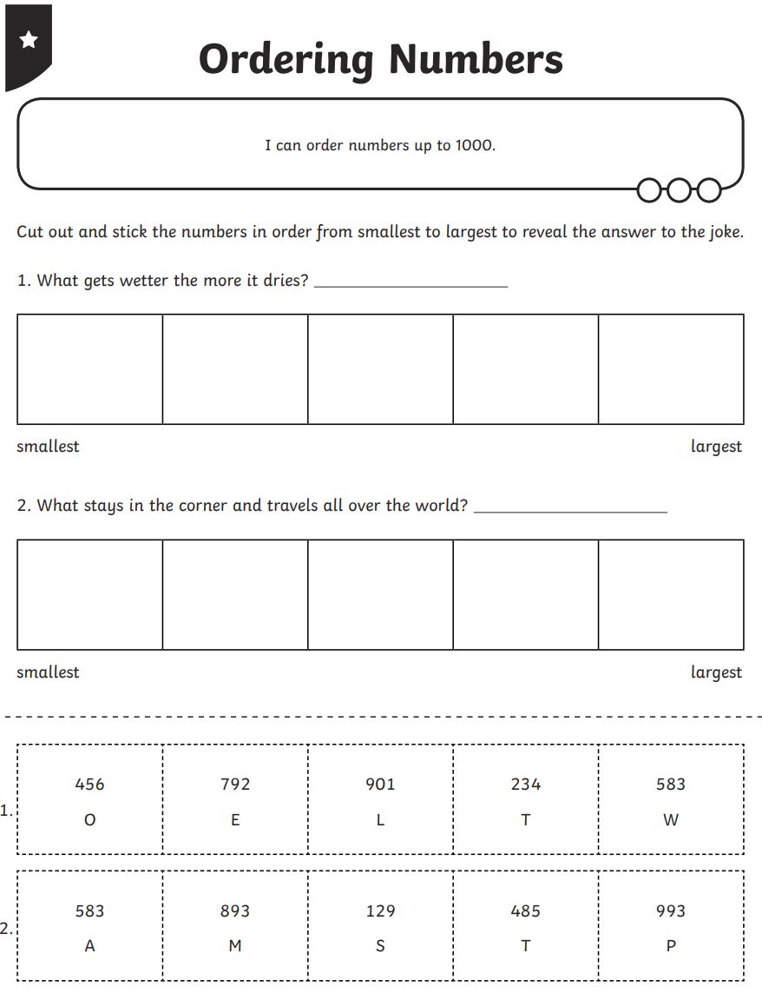 Ordering Numbers
I can order numbers up to 1000.
Cut out and stick the numbers in order from smallest to largest to reveal the answer to the joke.
1. What gets wetter the more it dries? ____________________
smallest largest
2. What stays in the corner and travels all over the world? ____________________
smallest largest
1.
456 792 901 234 583
O E L T W
2.
583 893 129 485 993
A M S T P